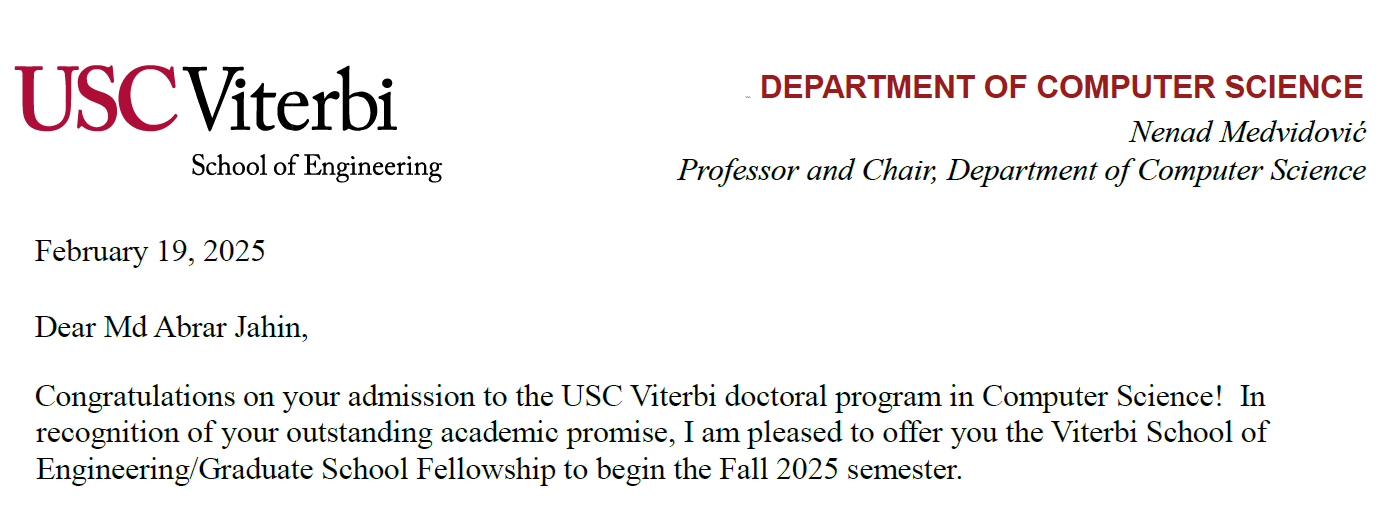 USC Viterbi
School of Engineering
DEPARTMENT OF COMPUTER SCIENCE
Nenad Medvidović
Professor and Chair, Department of Computer Science
February 19, 2025
Dear Md Abrar Jahin,
Congratulations on your admission to the USC Viterbi doctoral program in Computer Science!  In
recognition of your outstanding academic promise, I am pleased to offer you the Viterbi School of
Engineering/Graduate School Fellowship to begin the Fall 2025 semester.